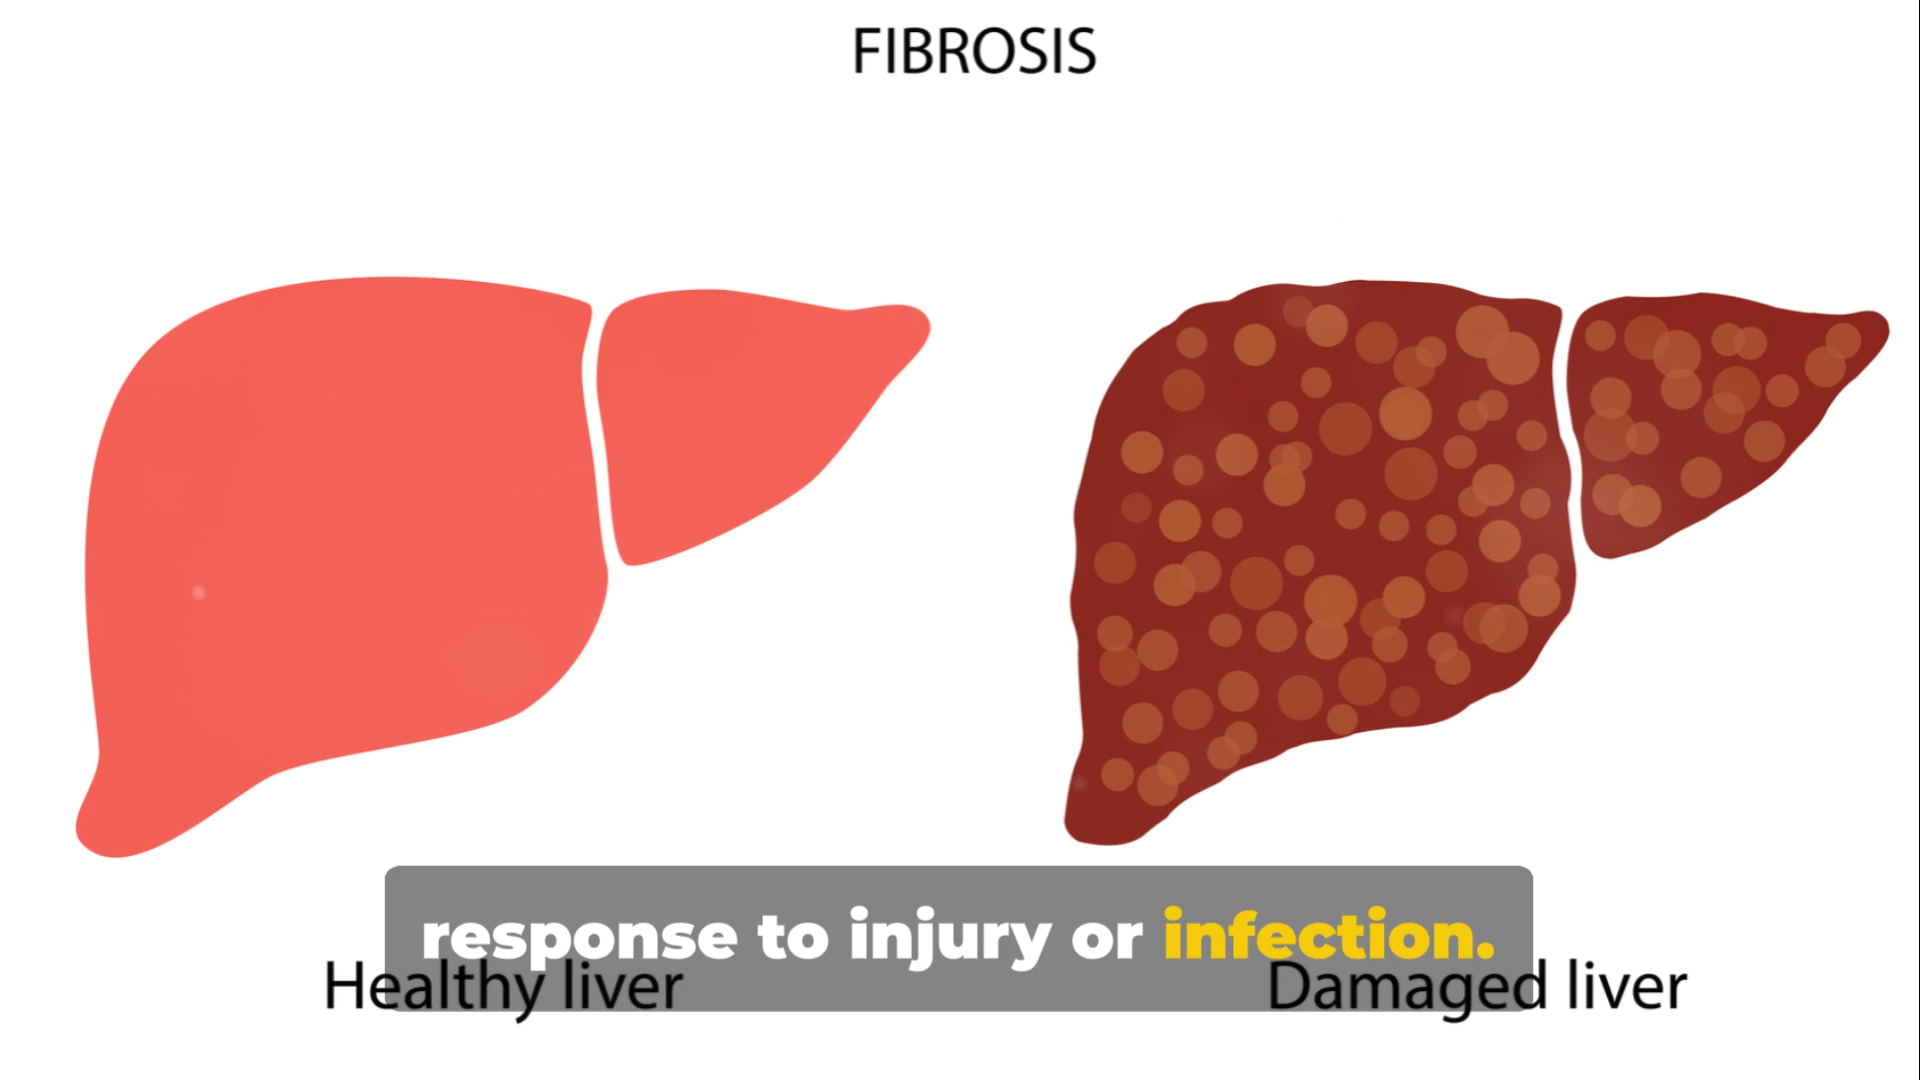 FIBROSIS
response to injury or infection.
Healthy liver
Damaged liver